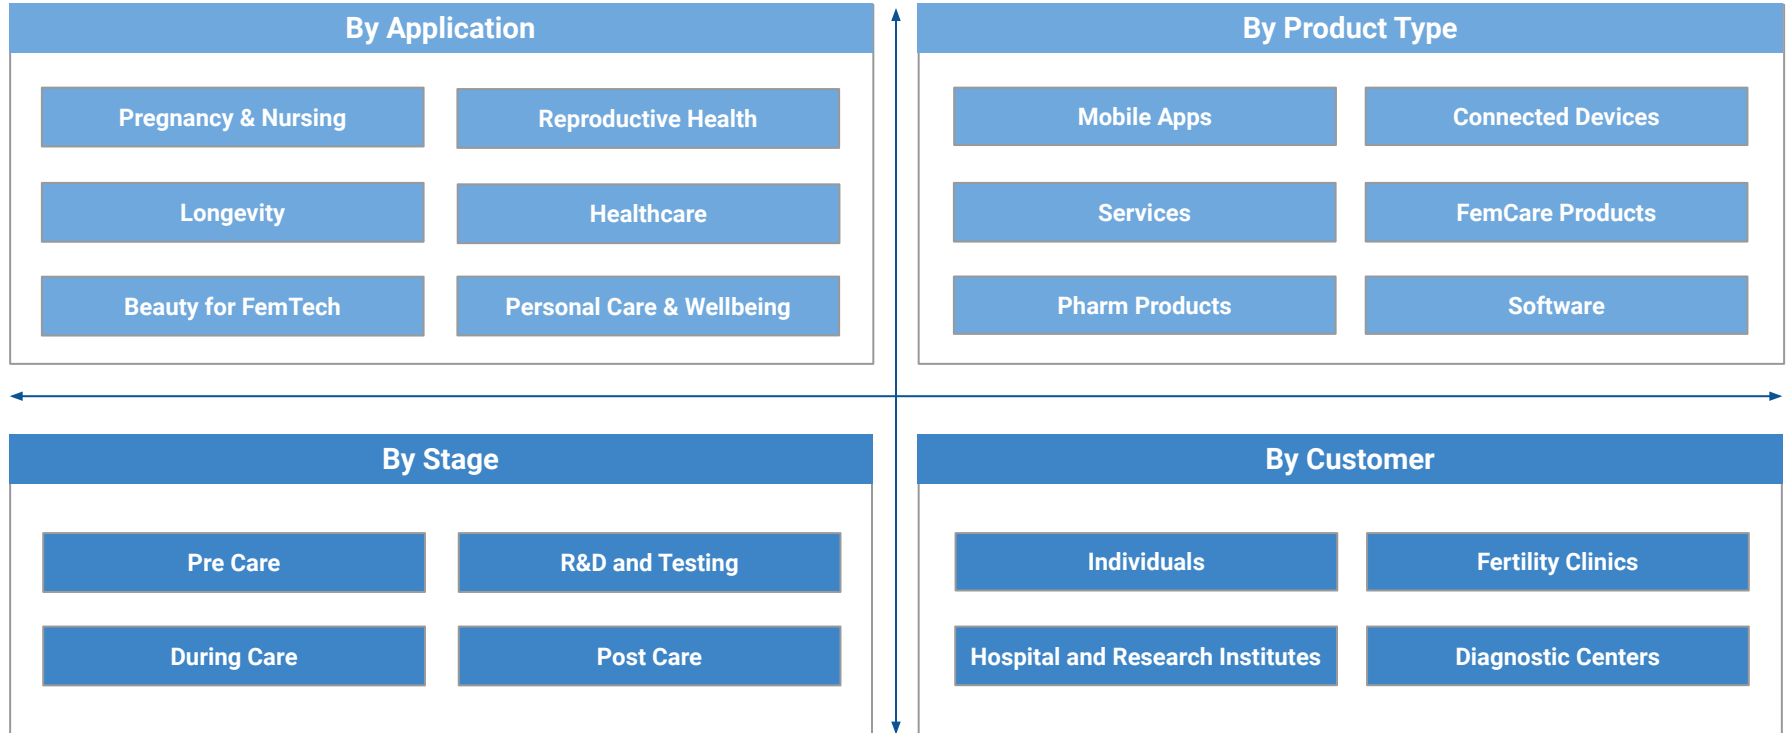 By Application
Pregnancy & Nursing
Reproductive Health
Longevity
Healthcare
Beauty for FemTech
Personal Care & Wellbeing
By Product Type
Mobile Apps
Connected Devices
Services
FemCare Products
Pharm Products
Software
By Stage
Pre Care
R&D and Testing
During Care
Post Care
By Customer
Individuals
Fertility Clinics
Hospital and Research Institutes
Diagnostic Centers